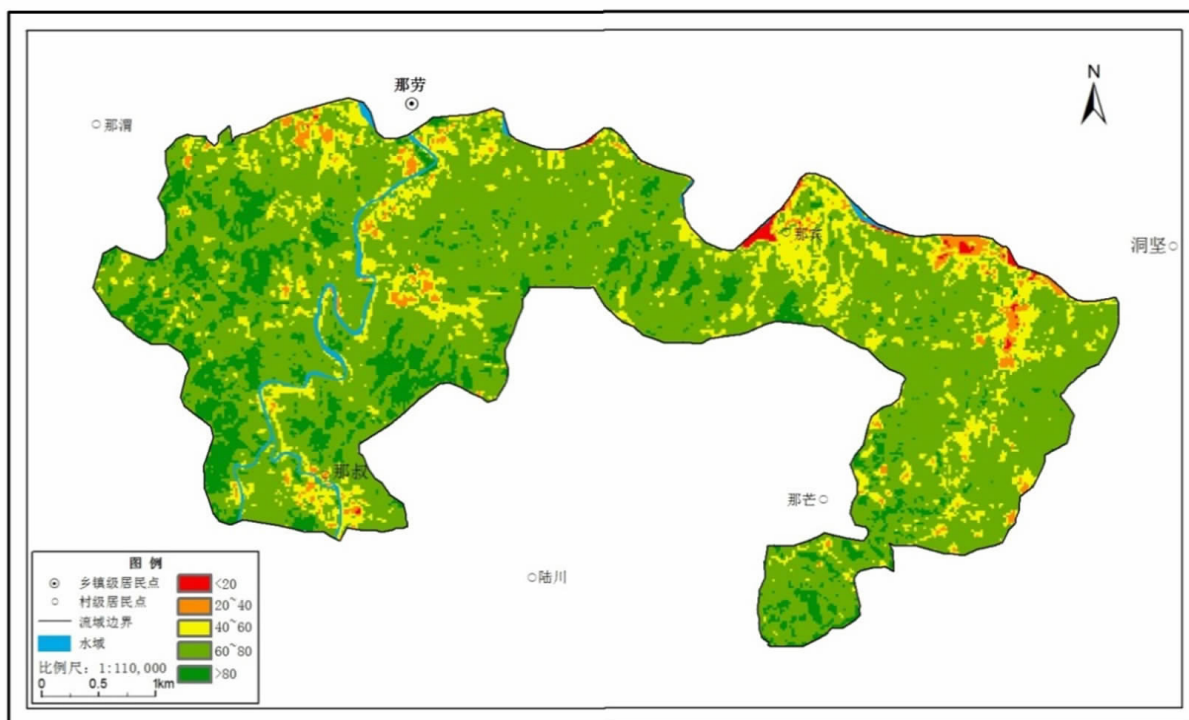 N
那劳
那渭
洞坚
那叔
那芒
陆川
图 例
乡镇级居民点
村级居民点
流域边界
水域
比例尺: 1:110,000
0 0.5 1km
<20
20~40
40~60
60~80
>80